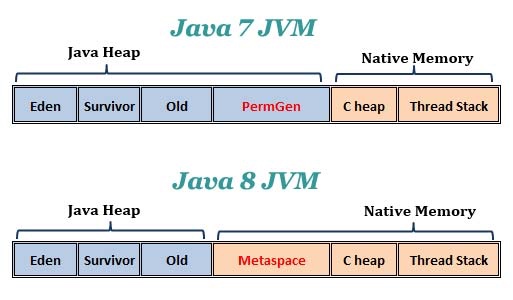 Java 7 JVM
Java Heap
Native Memory
Eden Survivor Old PermGen C heap Thread Stack
Java 8 JVM
Java Heap
Native Memory
Eden Survivor Old Metaspace C heap Thread Stack